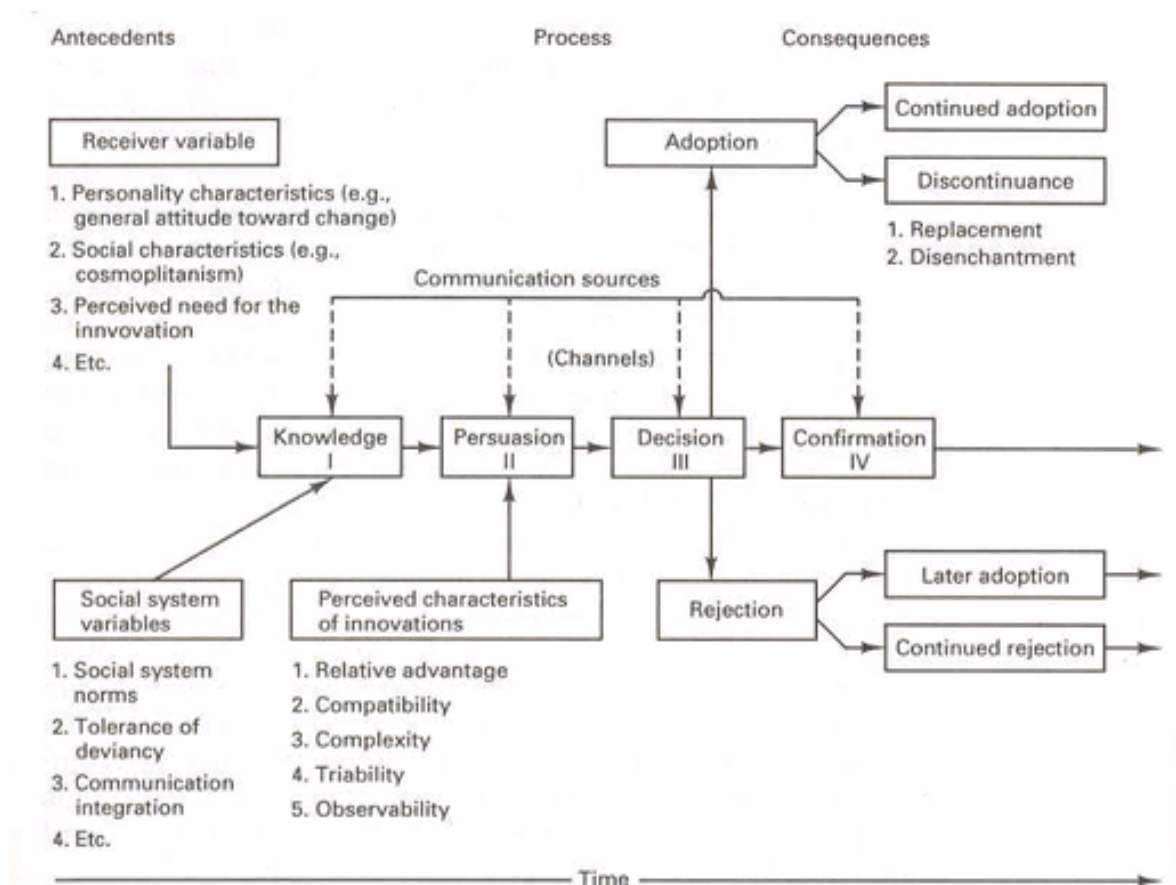 Antecedents
Process
Consequences
Receiver variable
1. Personality characteristics (e.g.,
general attitude toward change)
2. Social characteristics (e.g.,
cosmoplitanism)
3. Perceived need for the
innvovation
4. Etc.
Adoption
Continued adoption
Discontinuance
1. Replacement
2. Disenchantment
Communication sources
(Channels)
Knowledge
I
Persuasion
II
Decision
III
Confirmation
IV
Social system
variables
1. Social system
norms
2. Tolerance of
deviancy
3. Communication
integration
4. Etc.
Perceived characteristics
of innovations
1. Relative advantage
2. Compatibility
3. Complexity
4. Triability
5. Observability
Rejection
Later adoption
Continued rejection
Time